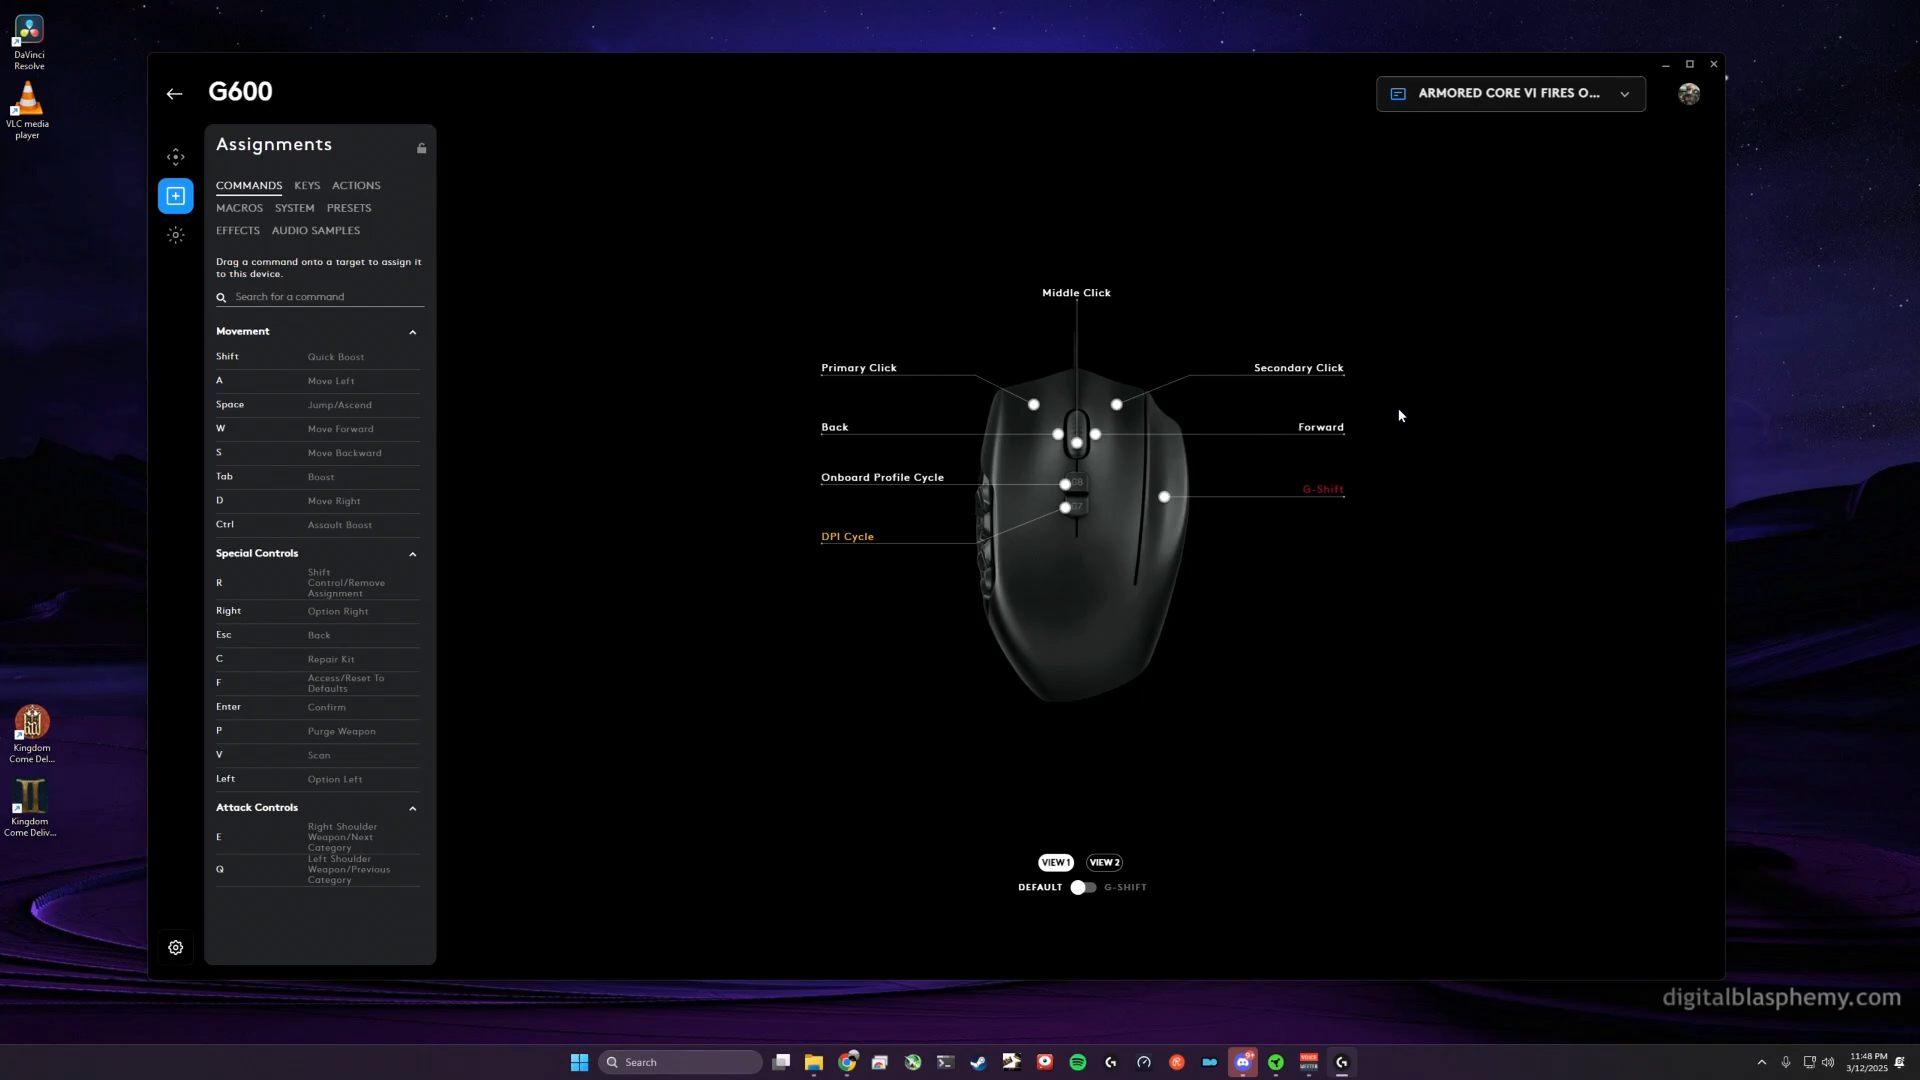 DaVinci
Resolve
VLC media
player
Kingdom
Come Del...
Kingdom
Come Deliv...
G600
ARMORED CORE VI FIRES O...
Assignments
COMMANDS KEYS ACTIONS
MACROS SYSTEM PRESETS
EFFECTS AUDIO SAMPLES
Drag a command onto a target to assign it
to this device.
Search for a command
Movement
Shift Quick Boost
A Move Left
Space Jump/Ascend
W Move Forward
S Move Backward
Tab Boost
D Move Right
Ctrl Assault Boost
Special Controls
R Shift
Control/Remove
Assignment
Right Option Right
Esc Back
C Repair Kit
F Access/Reset To
Defaults
Enter Confirm
P Purge Weapon
V Scan
Left Option Left
Attack Controls
E Right Shoulder
Weapon/Next
Category
Q Left Shoulder
Weapon/Previous
Category
Middle Click
Primary Click
Secondary Click
Back
Forward
Onboard Profile Cycle
G-Shift
DPI Cycle
VIEW 1 VIEW 2
DEFAULT G-SHIFT
digitalblasphemy.com
Search
11:48 PM
3/12/2025